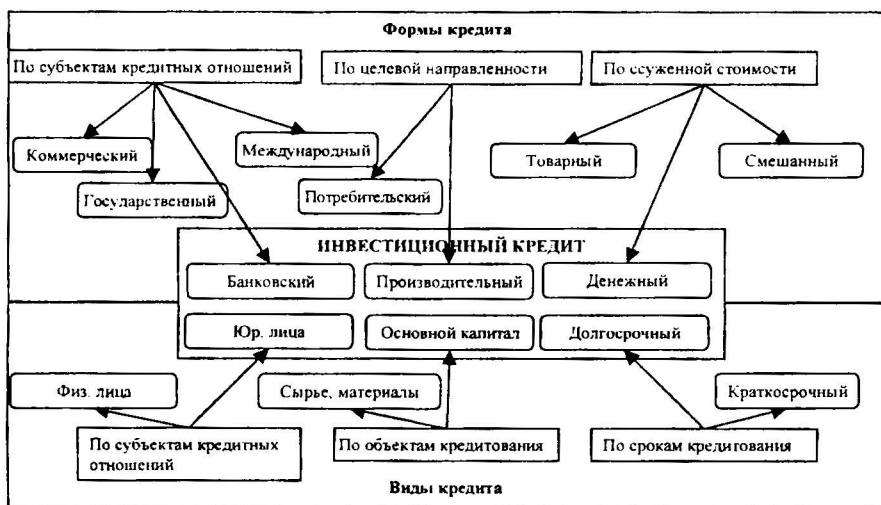 Формы кредита
По субъектам кредитных отношений
По целевой направленности
По ссуженной стоимости
Коммерческий
Международный
Товарный
Смешанный
Государственный
Потребительский
ИНВЕСТИЦИОННЫЙ КРЕДИТ
Банковский
Производительный
Денежный
Юр. лица
Основной капитал
Долгосрочный
Физ. лица
Сырье, материалы
Краткосрочный
По субъектам кредитных
отношений
По объектам кредитования
По срокам кредитования
Виды кредита